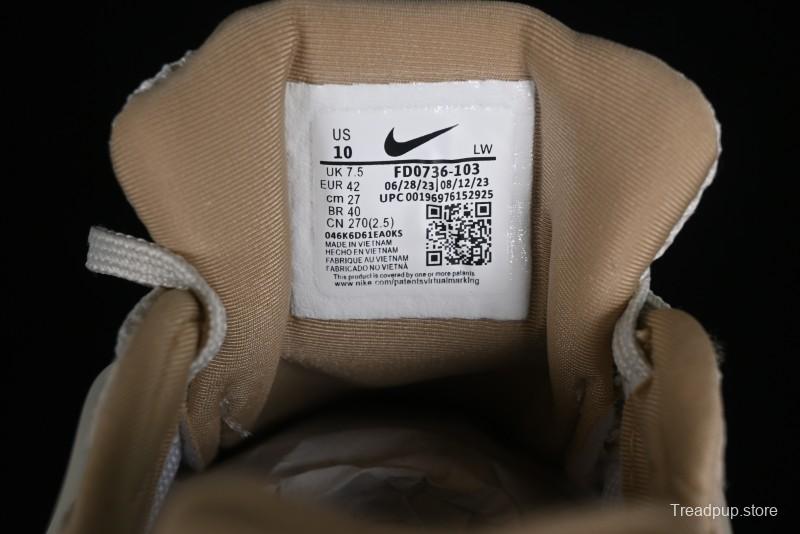 US
10
LW
UK 7.5
EUR 42
cm 27
BR 40
CN 270(2.5)
FD0736-103
06/28/23|08/12/23
UPC 00196976152925
046K6D61EA0KS
MADE IN VIETNAM
HECHO EN VIETNAM
FABRIQUE AU VIETNAM
FABRICADO NO VIETNÃ
This product is covered by one or more patents.
www.nike.com/patentsvirtualmarking
Treadpup.store